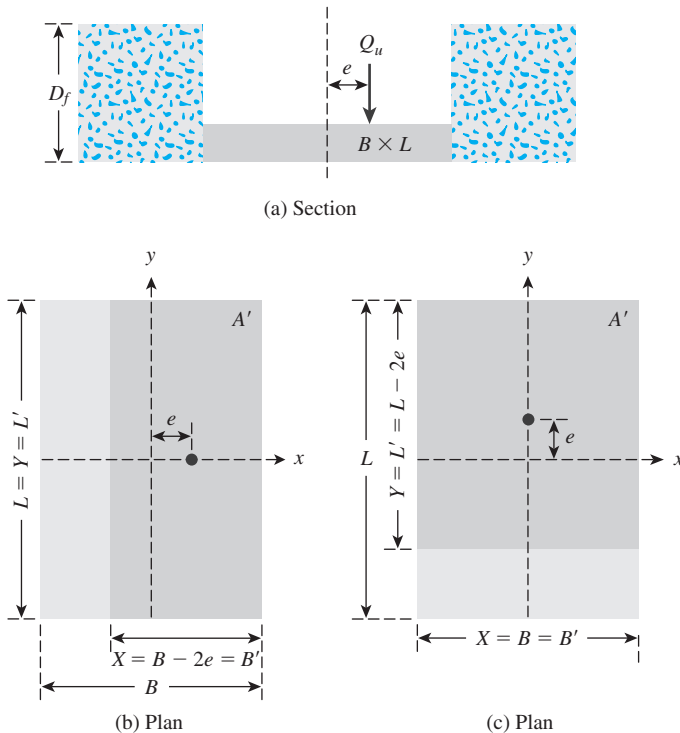 Q_u
e
D_f
B × L
(a) Section
y
A′
e
x
L = Y = L′
X = B − 2e = B′
B
(b) Plan
y
A′
Y = L′ = L − 2e
L
e
x
X = B = B′
(c) Plan